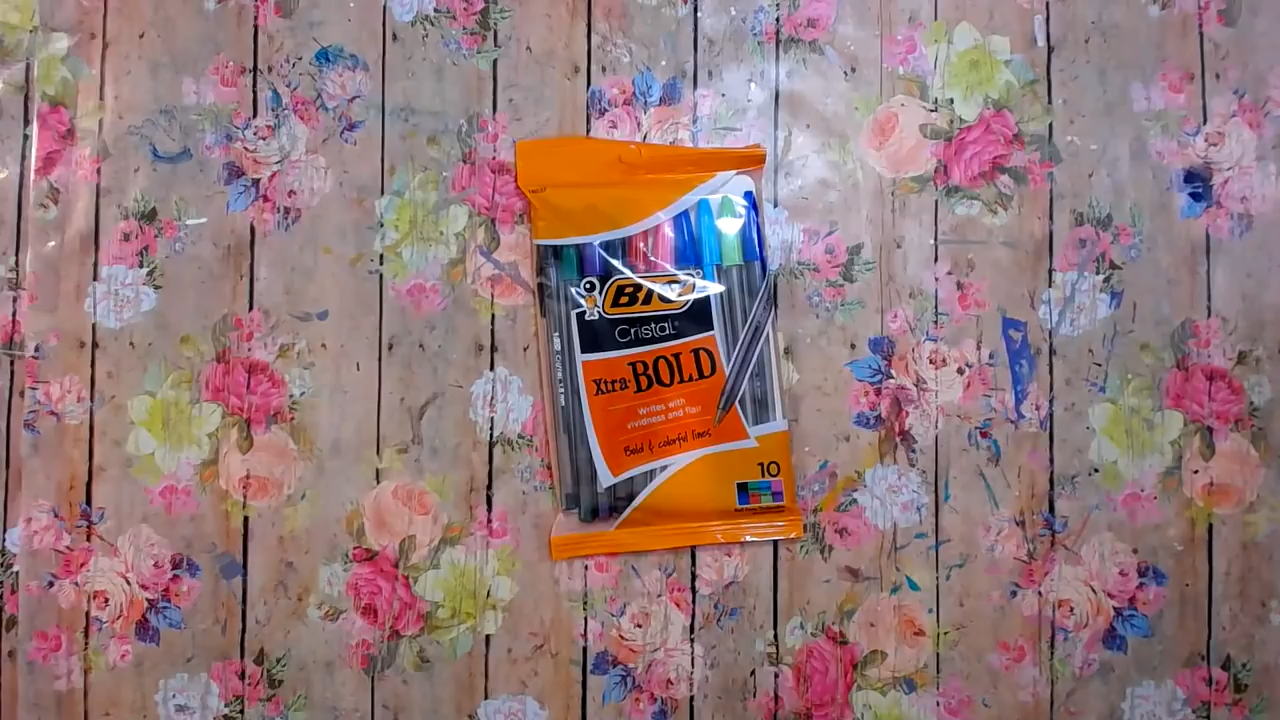 BIC
Cristal®
Xtra-BOLD
Writes with
vividness and flair
Bold & colorful lines
10